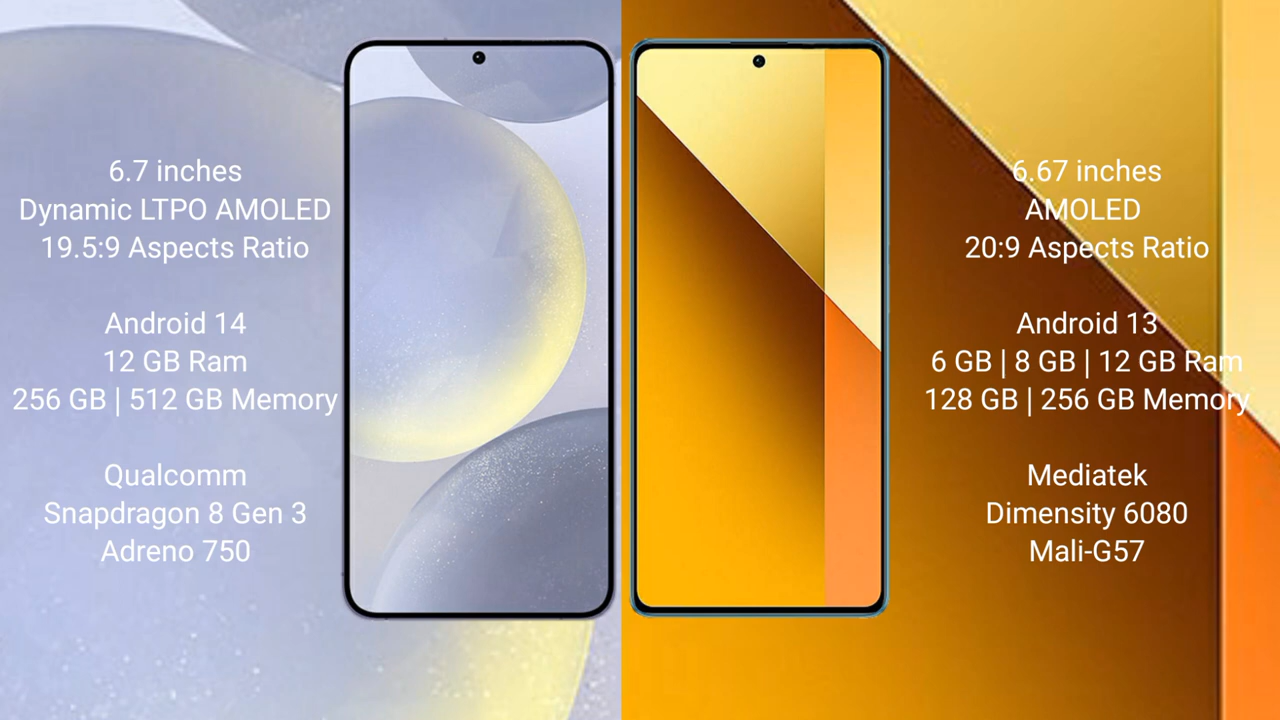 6.7 inches
Dynamic LTPO AMOLED
19.5:9 Aspects Ratio
Android 14
12 GB Ram
256 GB | 512 GB Memory
Qualcomm
Snapdragon 8 Gen 3
Adreno 750
6.67 inches
AMOLED
20:9 Aspects Ratio
Android 13
6 GB | 8 GB | 12 GB Ram
128 GB | 256 GB Memory
Mediatek
Dimensity 6080
Mali-G57